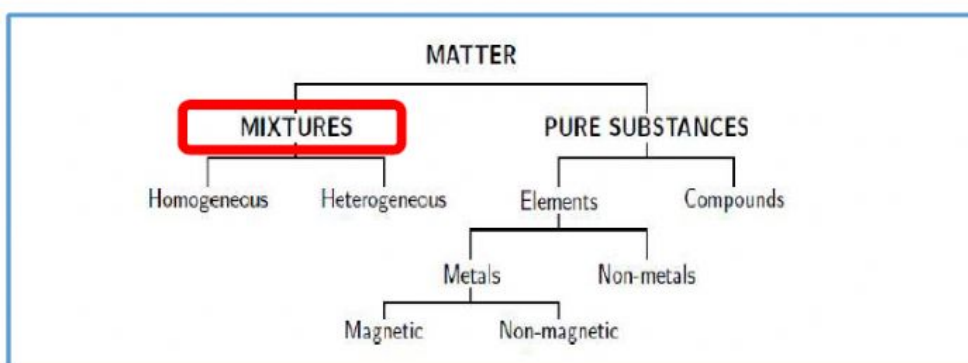 MATTER
MIXTURES PURE SUBSTANCES
Homogeneous Heterogeneous Elements Compounds
Metals Non-metals
Magnetic Non-magnetic